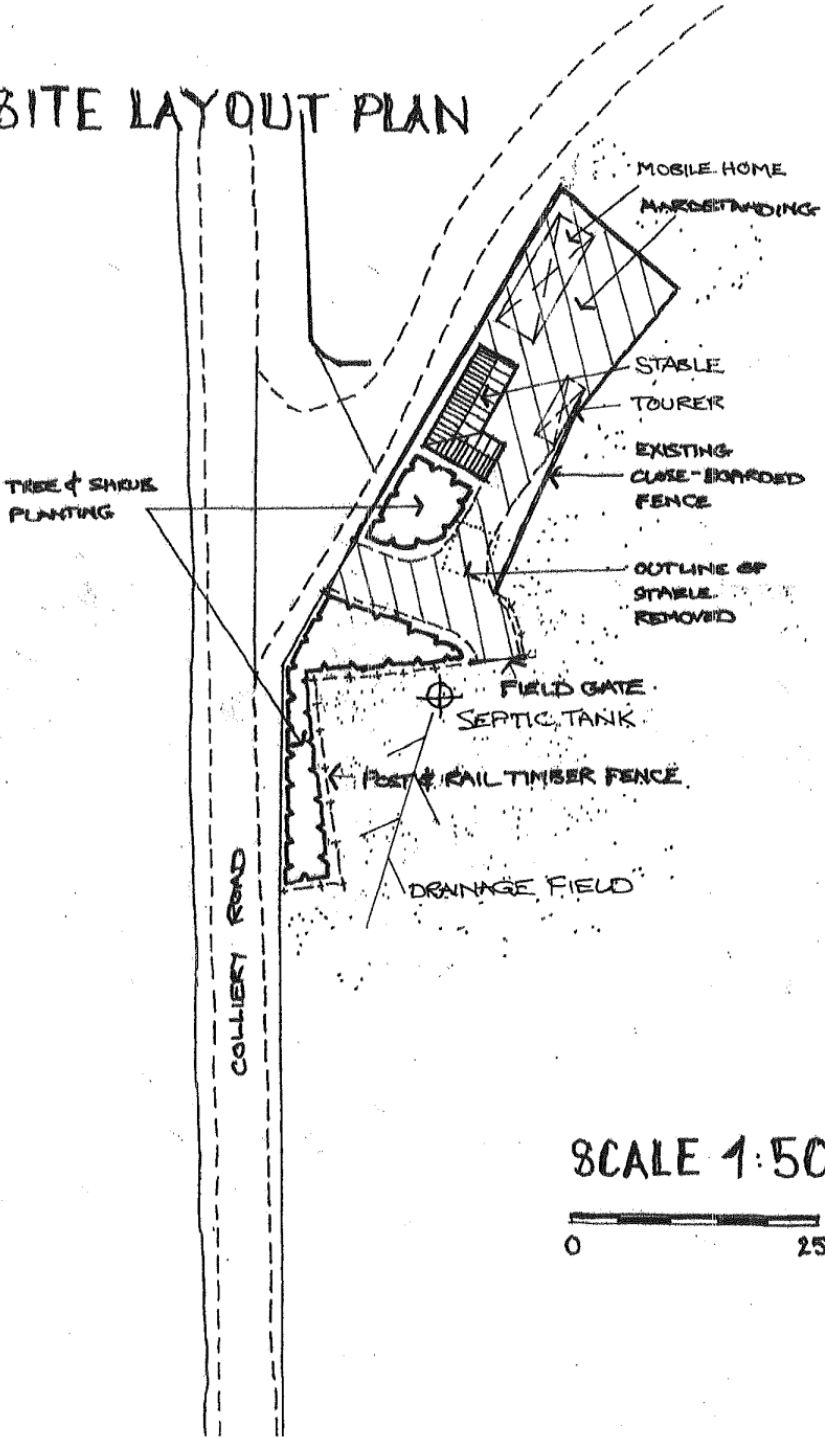 SITE LAYOUT PLAN
MOBILE HOME
HARDSTANDING
STABLE
TOURER
EXISTING
CLOSE-BOARDED
FENCE
TREE & SHRUB
PLANTING
OUTLINE OF
STABLE
REMOVED
FIELD GATE
SEPTIC TANK
POST & RAIL TIMBER FENCE
DRAINAGE FIELD
COLLIERY ROAD
SCALE 1:50
0 25